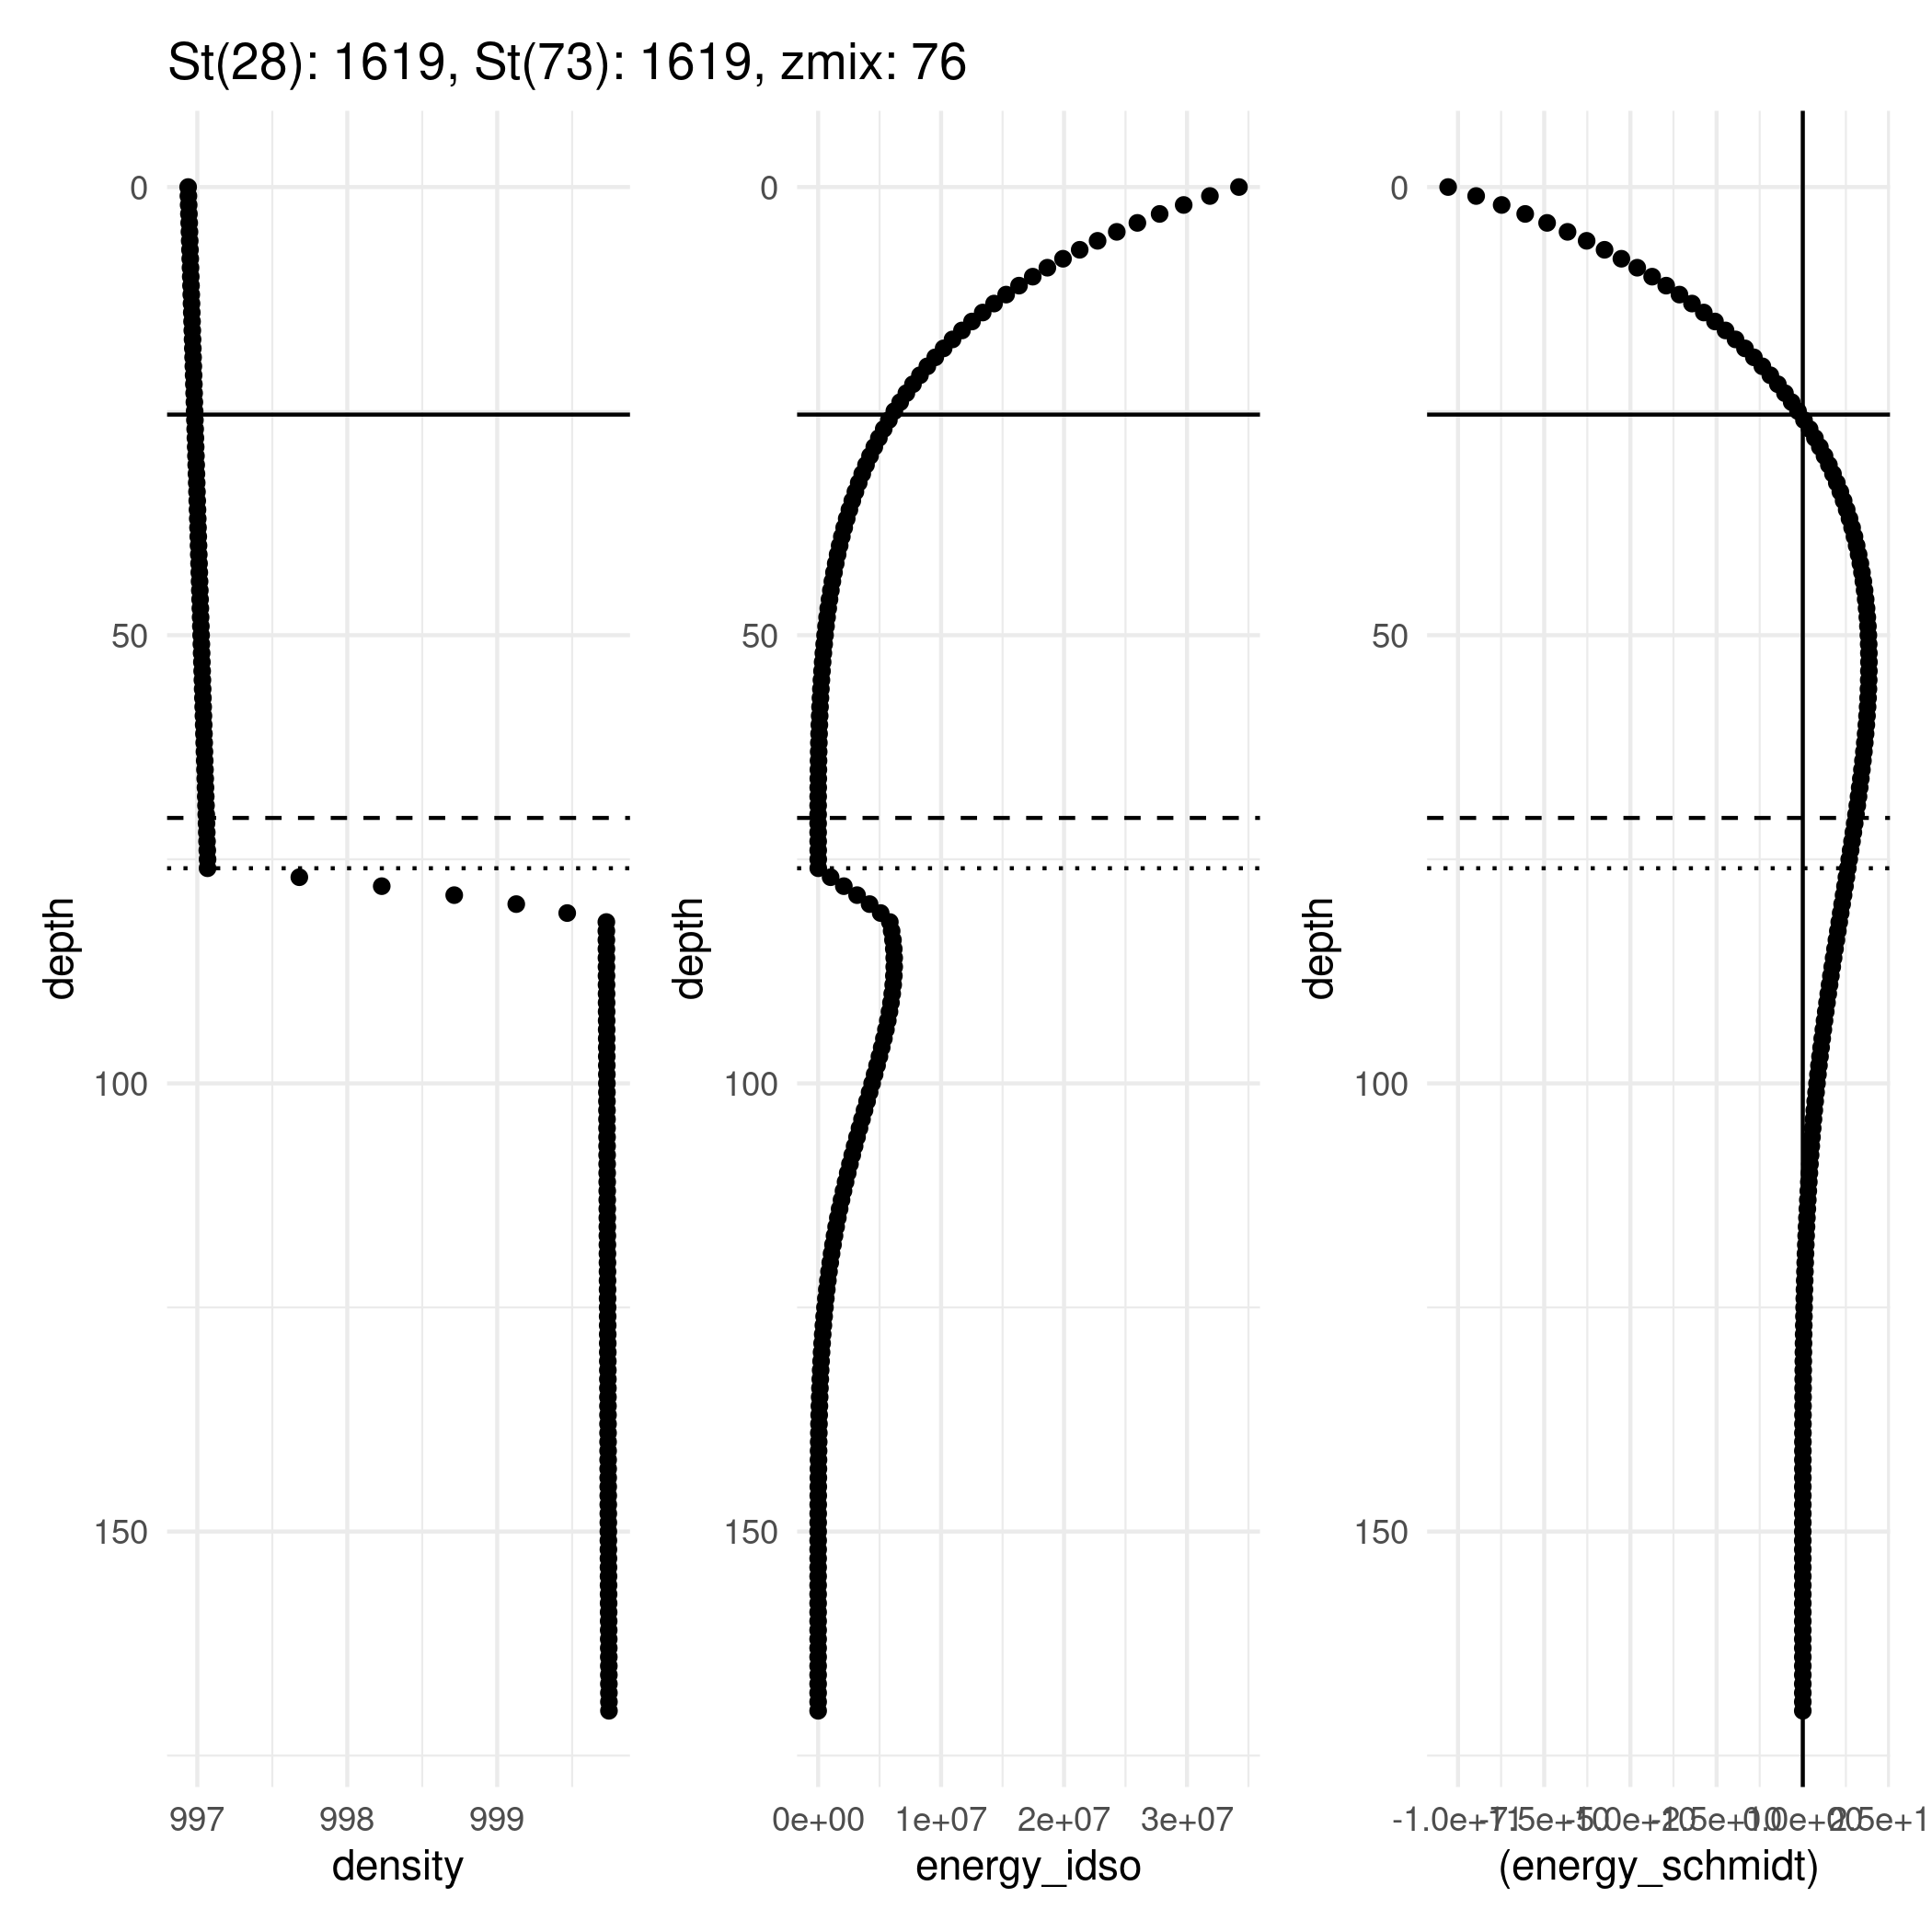 St(28): 1619, St(73): 1619, zmix: 76
0
50
100
150
depth
997 998 999
density
0
50
100
150
depth
0e+00 1e+07 2e+07 3e+07
energy_idso
0
50
100
150
depth
(energy_schmidt)